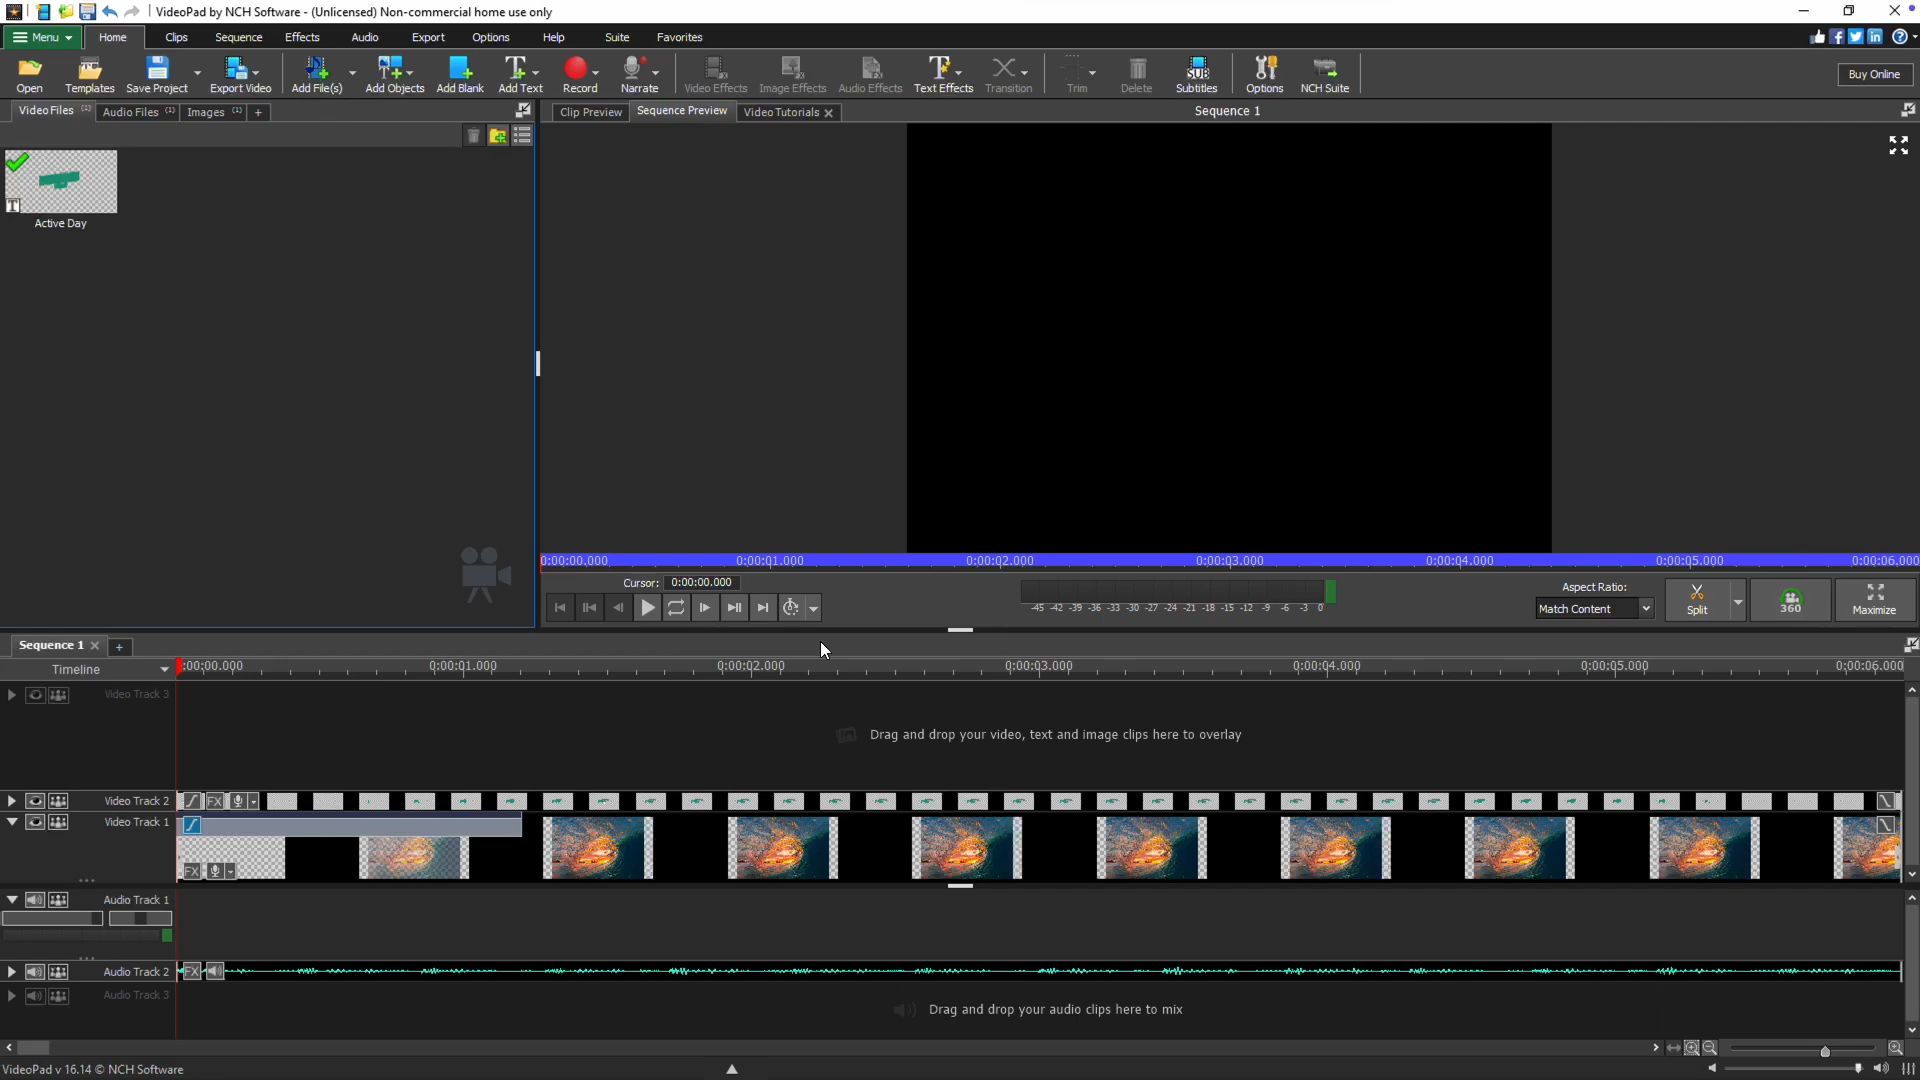 VideoPad by NCH Software - (Unlicensed) Non-commercial home use only
Menu Home Clips Sequence Effects Audio Export Options Help Suite Favorites
Open Templates Save Project Export Video Add File(s) Add Objects Add Blank Add Text Record Narrate Video Effects Image Effects Audio Effects Text Effects Transition Trim Delete Subtitles Options NCH Suite Buy Online
SUB
Video Files (1) Audio Files (1) Images (1) + Clip Preview Sequence Preview Video Tutorials Sequence 1
T
Active Day
0:00:00.000 0:00:01.000 0:00:02.000 0:00:03.000 0:00:04.000 0:00:05.000 0:00:06.000
Cursor: 0:00:00.000
-45 -42 -39 -36 -33 -30 -27 -24 -21 -18 -15 -12 -9 -6 -3 0
Aspect Ratio:
Match Content
Split 360 Maximize
Sequence 1 +
Timeline :00:00.000 0:00:01.000 0:00:02.000 0:00:03.000 0:00:04.000 0:00:05.000 0:00:06.000
Video Track 3
Drag and drop your video, text and image clips here to overlay
Video Track 2 FX
Video Track 1
FX
Audio Track 1
Audio Track 2 FX
Audio Track 3
Drag and drop your audio clips here to mix
VideoPad v 16.14 © NCH Software